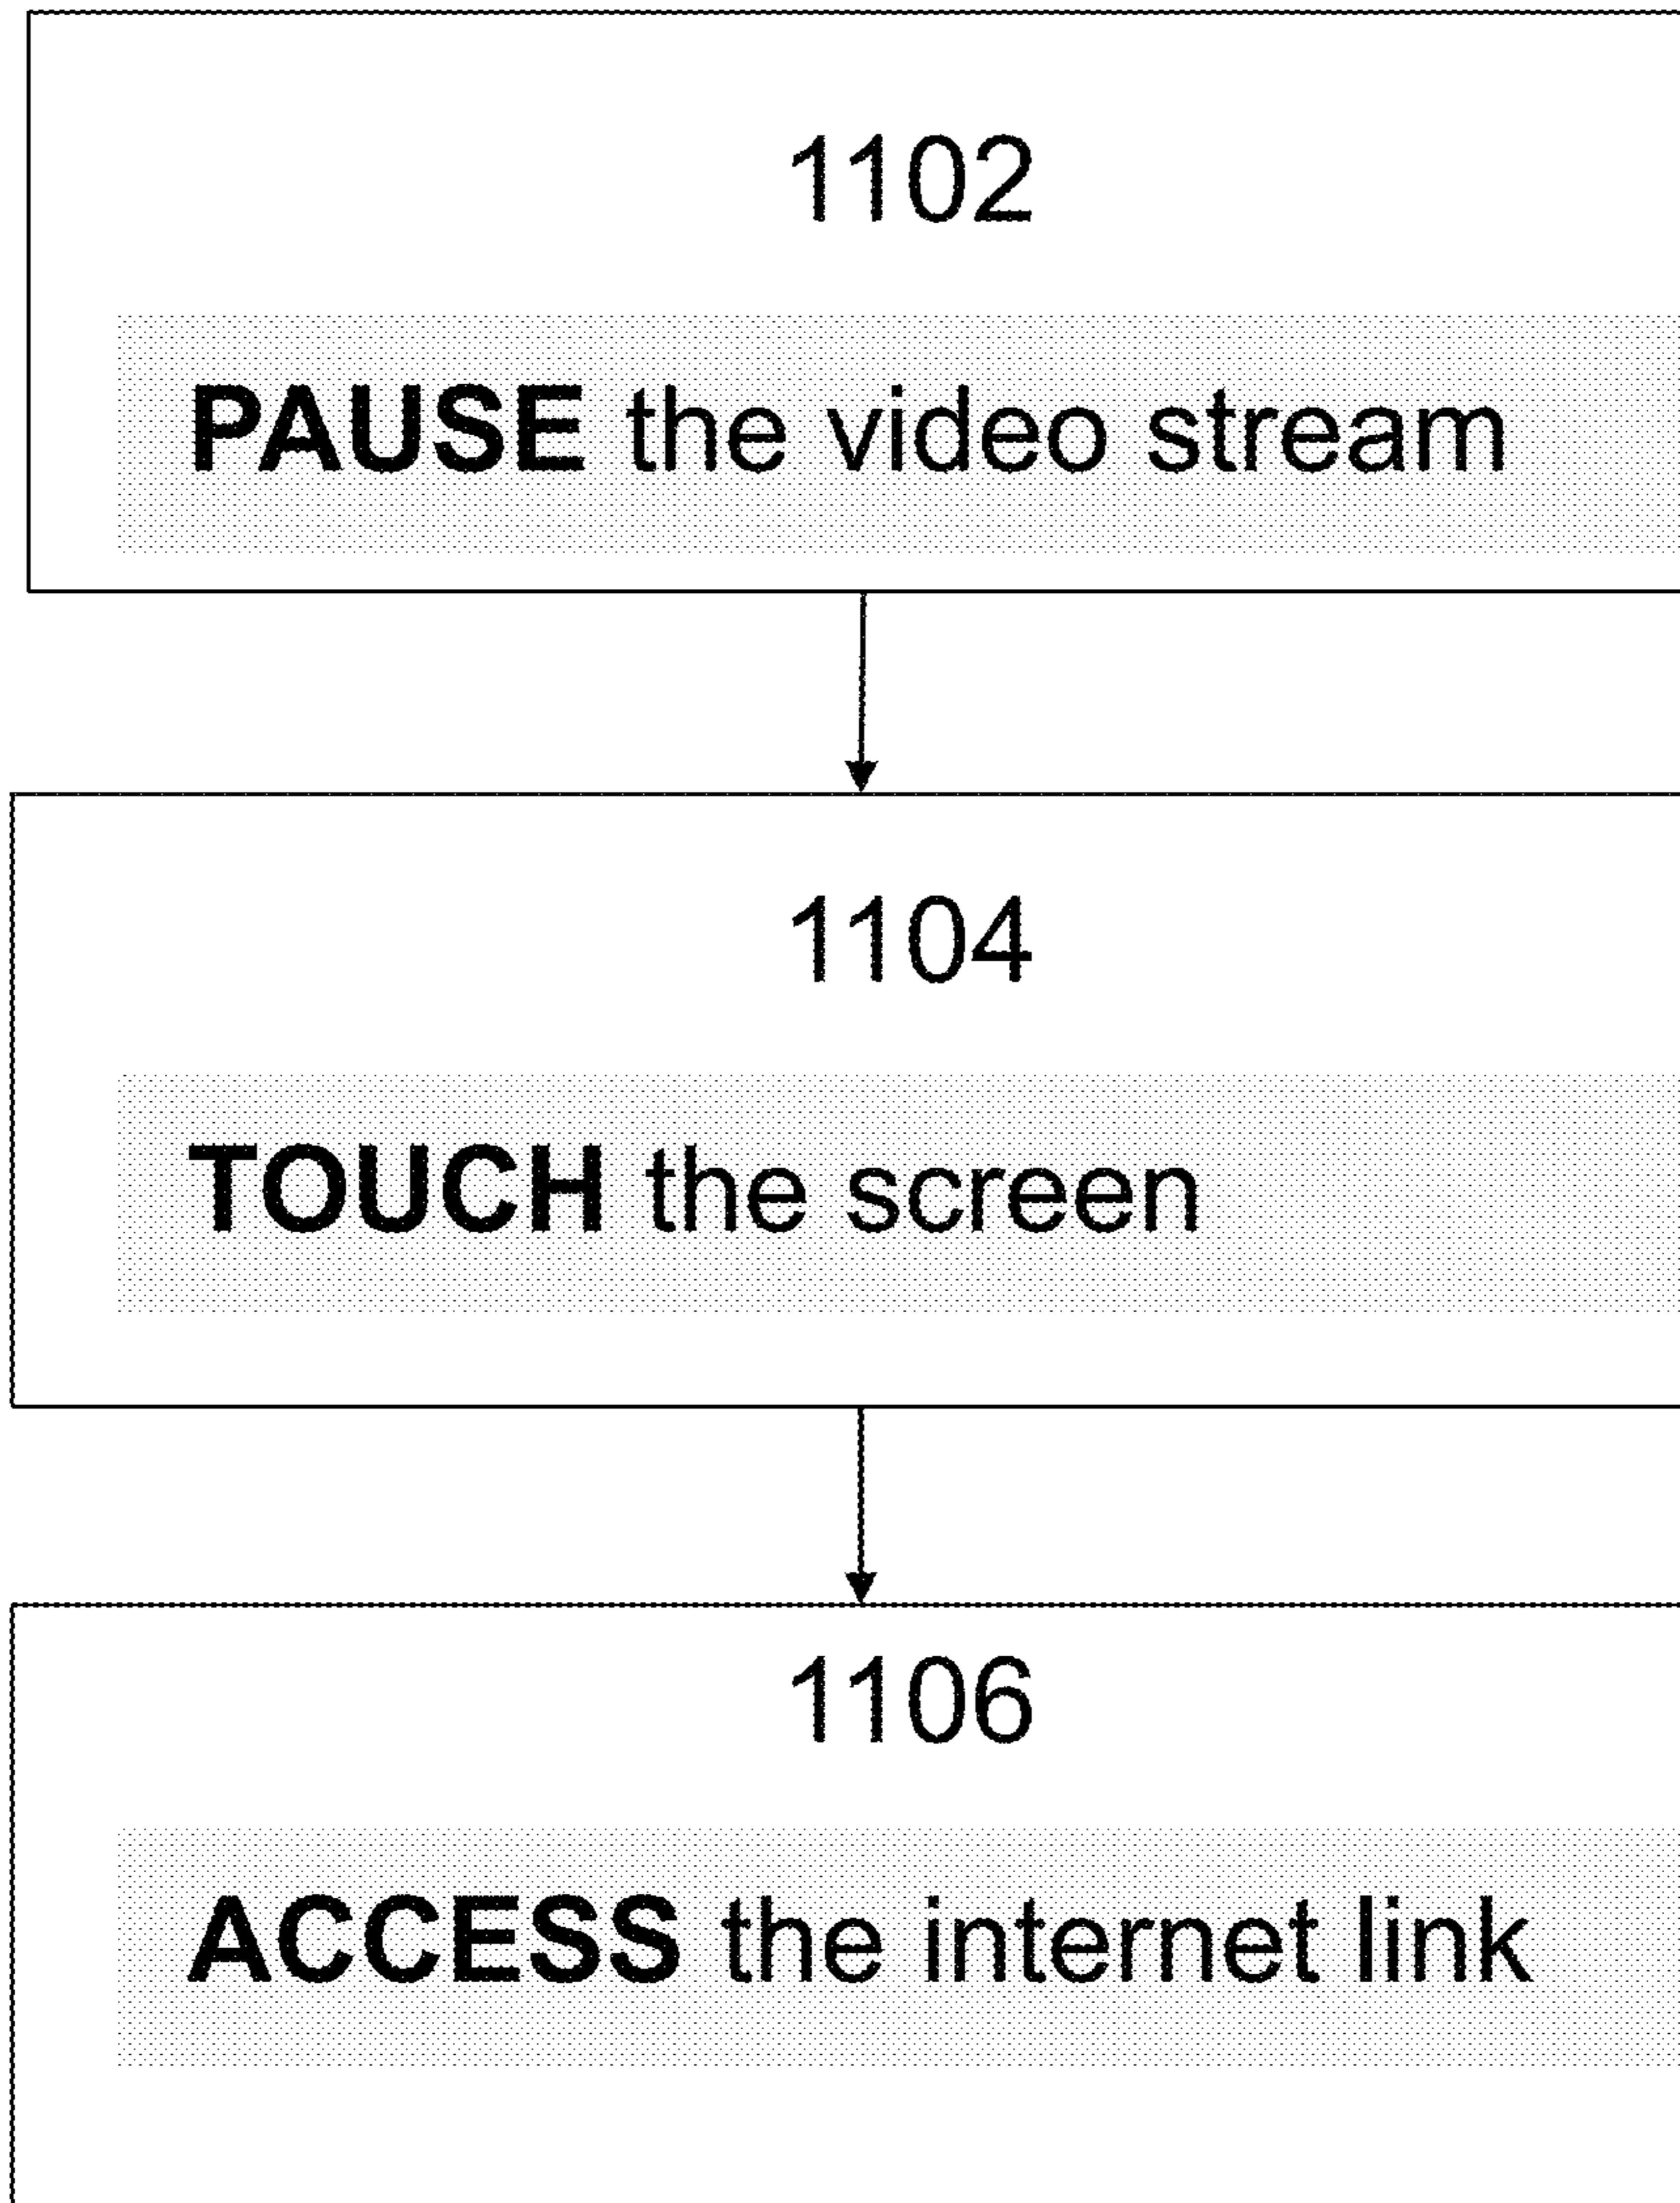 1102
PAUSE the video stream
1104
TOUCH the screen
1106
ACCESS the internet link